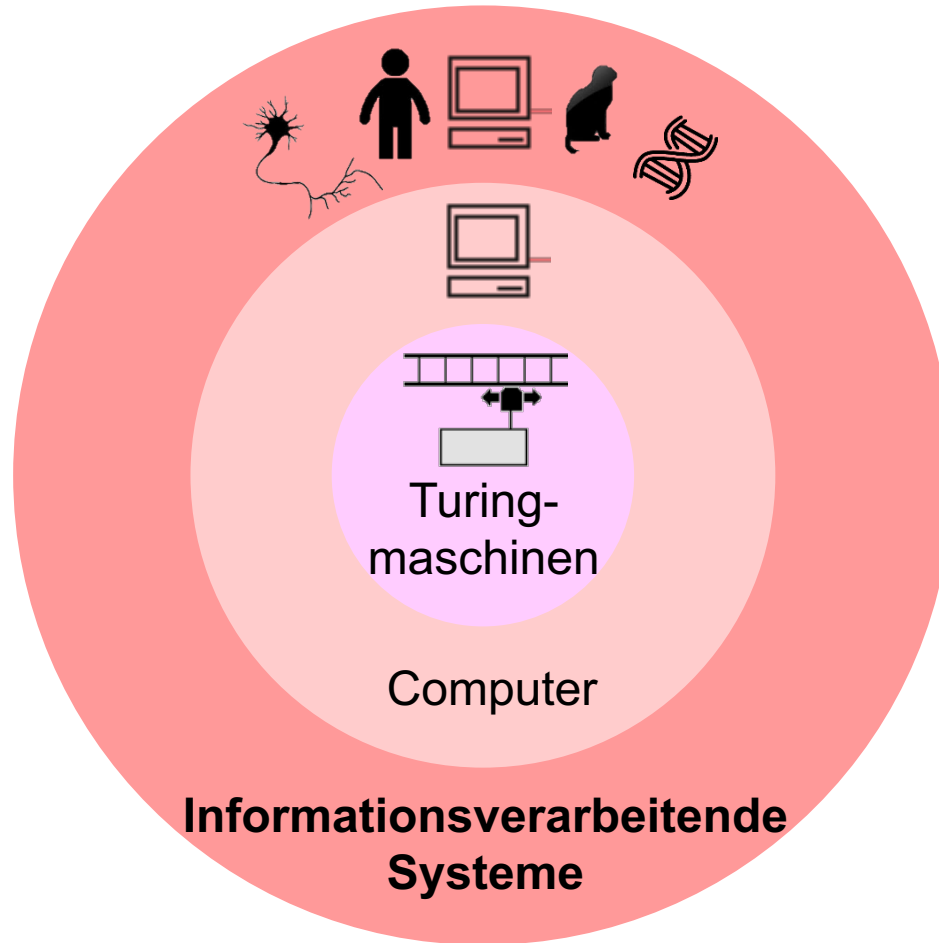 Turing-
maschinen
Computer
Informationsverarbeitende
Systeme